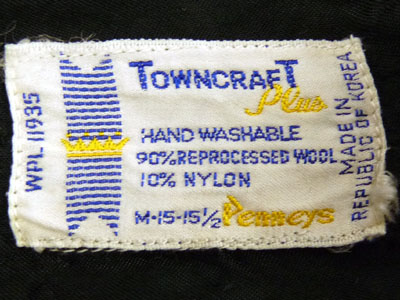 WPL 11935
TOWNCRAFT
Plus
HAND WASHABLE
90% REPROCESSED WOOL
10% NYLON
M-15-15½ Penneys
MADE IN
REPUBLIC OF KOREA